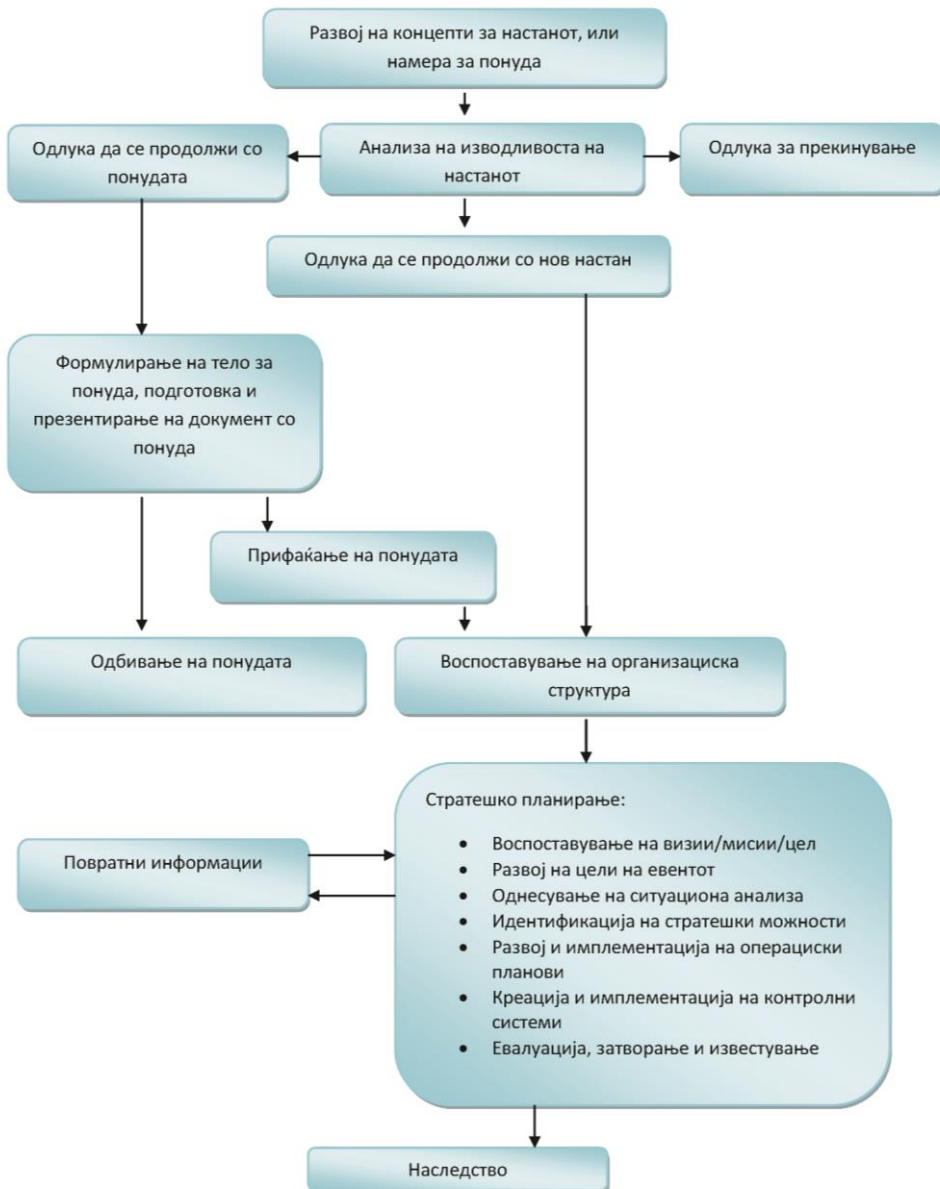 Развој на концепти за настанот, или
намера за понуда
Одлука да се продолжи со
понудата
Анализа на изводливоста на
настанот
Одлука за прекинување
Одлука да се продолжи со нов настан
Формулирање на тело за
понуда, подготовка и
презентирање на документ со
понуда
Прифаќање на понудата
Одбивање на понудата
Воспоставување на организациска
структура
Стратешко планирање:
• Воспоставување на визии/мисии/цел
• Развој на цели на евентот
• Однесување на ситуациона анализа
• Идентификација на стратешки можности
• Развој и имплементација на операциски
планови
• Креација и имплементација на контролни
системи
• Евалуација, затворање и известување
Повратни информации
Наследство